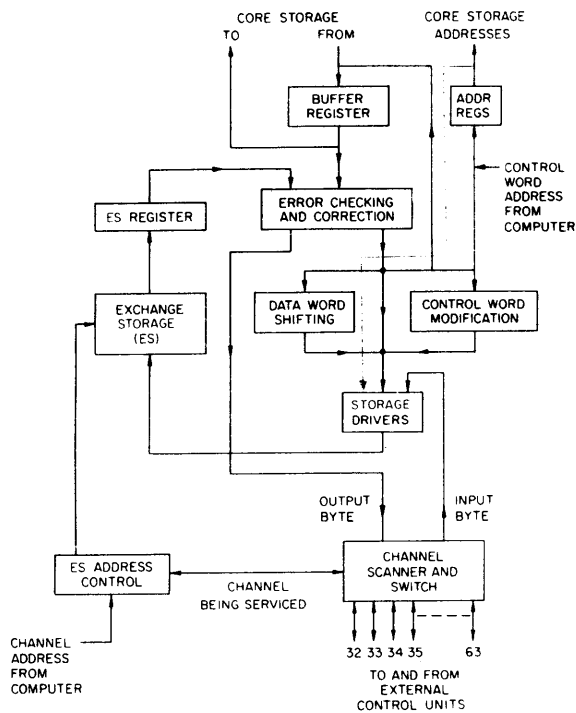 CORE STORAGE
TO FROM
CORE STORAGE
ADDRESSES
BUFFER
REGISTER
ADDR
REGS
CONTROL
WORD
ADDRESS
FROM
COMPUTER
ES REGISTER
ERROR CHECKING
AND CORRECTION
EXCHANGE
STORAGE
(ES)
DATA WORD
SHIFTING
CONTROL WORD
MODIFICATION
STORAGE
DRIVERS
OUTPUT
BYTE
INPUT
BYTE
ES ADDRESS
CONTROL
CHANNEL
BEING SERVICED
CHANNEL
SCANNER AND
SWITCH
CHANNEL
ADDRESS
FROM
COMPUTER
32 33 34 35 63
TO AND FROM
EXTERNAL
CONTROL UNITS